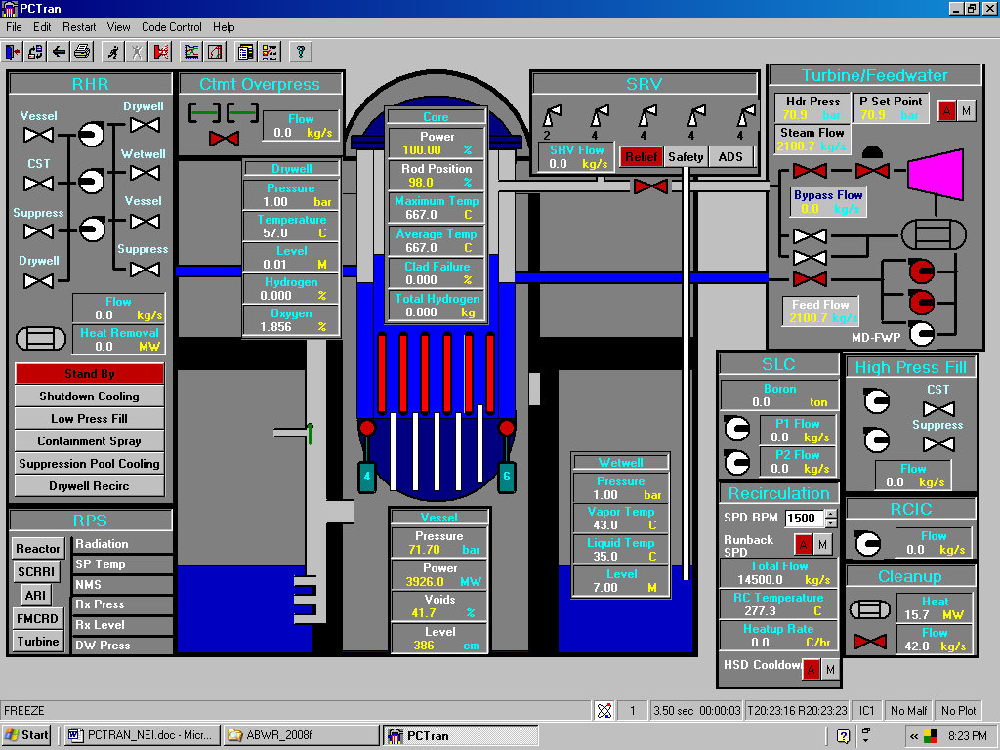 PCTran
File Edit Restart View Code Control Help
RHR
Vessel
Drywell
CST
Wetwell
Suppress
Vessel
Drywell
Suppress
Flow
0.0 kg/s
Heat Removal
0.0 MW
Stand By
Shutdown Cooling
Low Press Fill
Containment Spray
Suppression Pool Cooling
Drywell Recirc
RPS
Reactor
SCRRI
ARI
FMCRD
Turbine
Radiation
SP Temp
NMS
Rx Press
Rx Level
DW Press
Ctmt Overpress
Flow
0.0 kg/s
Drywell
Pressure
1.00 bar
Temperature
57.0 C
Level
0.01 M
Hydrogen
0.000 %
Oxygen
1.856 %
Core
Power
100.00 %
Rod Position
98.0 %
Maximum Temp
667.0 C
Average Temp
667.0 C
Clad Failure
0.000 %
Total Hydrogen
0.000 kg
4
6
Vessel
Pressure
71.70 bar
Power
3926.0 MW
Voids
41.7 %
Level
386 cm
SRV
2 4 4 4 4
SRV Flow
0.0 kg/s
Relief Safety ADS
Wetwell
Pressure
1.00 bar
Vapor Temp
43.0 C
Liquid Temp
35.0 C
Level
7.00 M
Turbine/Feedwater
Hdr Press
70.9 bar
P Set Point
70.9 bar
A M
Steam Flow
2100.7 kg/s
Bypass Flow
0.0 kg/s
Feed Flow
2100.7 kg/s
MD-FWP
SLC
Boron
0.0 ton
P1 Flow
0.0 kg/s
P2 Flow
0.0 kg/s
Recirculation
SPD RPM 1500
Runback
SPD
A M
Total Flow
14500.0 kg/s
RC Temperature
277.3 C
Heatup Rate
0.0 C/hr
HSD Cooldown A M
High Press Fill
CST
Suppress
Flow
0.0 kg/s
RCIC
Flow
0.0 kg/s
Cleanup
Heat
15.7 MW
Flow
42.0 kg/s
FREEZE
1
3.50 sec 00:00:03
T20:23:16 R20:23:23
IC1
No Malf
No Plot
Start
PCTRAN_NEI.doc - Micr...
ABWR_2008f
PCTran
«
8:23 PM